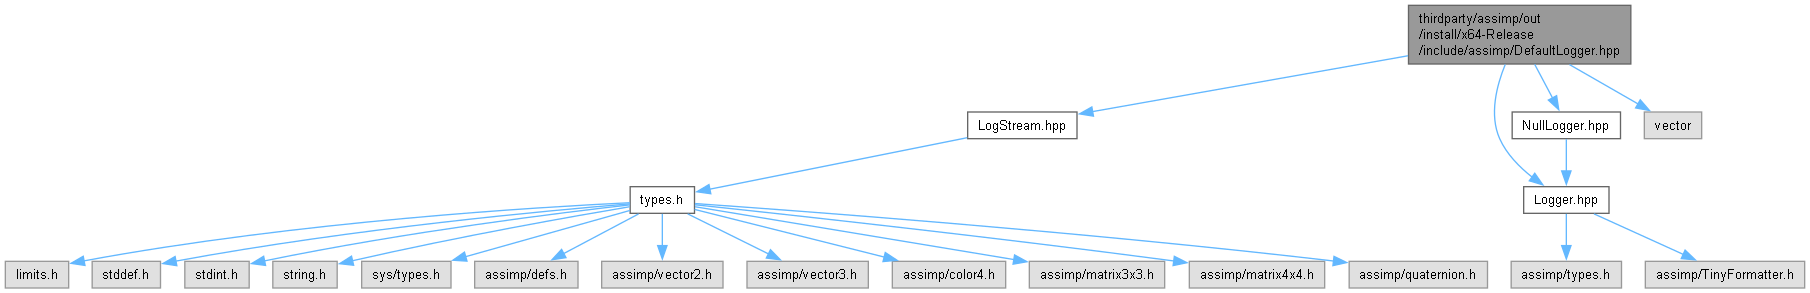 thirdparty/assimp/out
/install/x64-Release
/include/assimp/DefaultLogger.hpp
LogStream.hpp
NullLogger.hpp
vector
types.h
Logger.hpp
limits.h
stddef.h
stdint.h
string.h
sys/types.h
assimp/defs.h
assimp/vector2.h
assimp/vector3.h
assimp/color4.h
assimp/matrix3x3.h
assimp/matrix4x4.h
assimp/quaternion.h
assimp/types.h
assimp/TinyFormatter.h